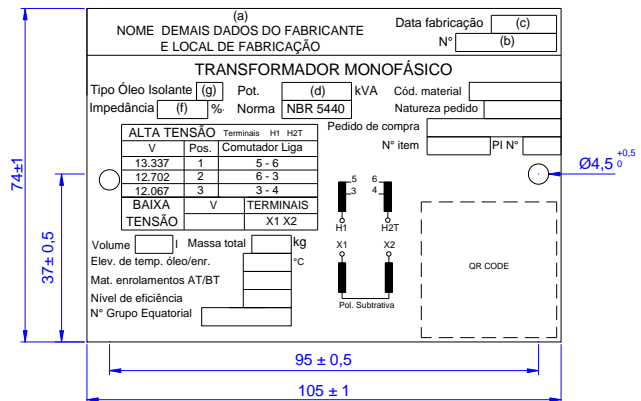 (a)
NOME DEMAIS DADOS DO FABRICANTE
E LOCAL DE FABRICAÇÃO
Data fabricação (c)
N° (b)
TRANSFORMADOR MONOFÁSICO
Tipo Óleo Isolante (g) Pot. (d) kVA Cód. material
Impedância (f) %. Norma NBR 5440 Natureza pedido
Pedido de compra
N° item PI N°
ALTA TENSÃO Terminais H1 H2T
V Pos. Comutador Liga
13.337 1 5 - 6
12.702 2 6 - 3
12.067 3 3 - 4
BAIXA TENSÃO V TERMINAIS
X1 X2
5 6
3 4
H1 H2T
X1 X2
Pol. Subtrativa
Volume l Massa total kg
Elev. de temp. óleo/enr. °C
Mat. enrolamentos AT/BT
Nível de eficiência
N° Grupo Equatorial
QR CODE
74±1
37± 0,5
Ø4,5 +0,5 0
95 ± 0,5
105 ± 1